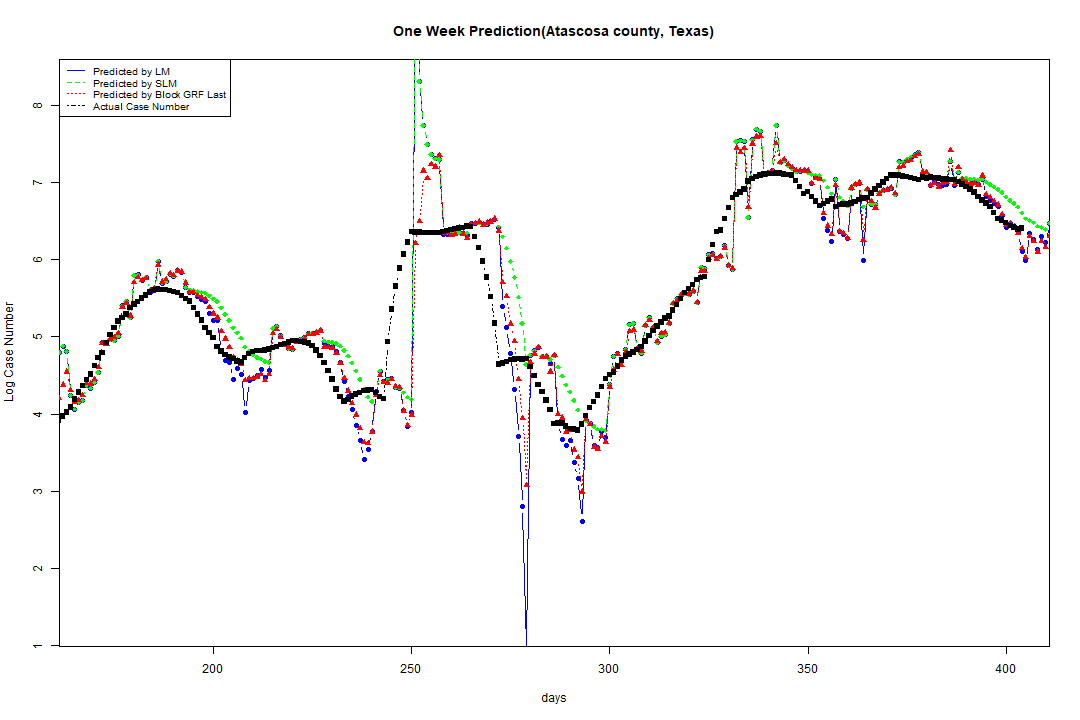 One Week Prediction(Atascosa county, Texas)
Predicted by LM
Predicted by SLM
Predicted by Block GRF Last
Actual Case Number
Log Case Number
8
7
6
5
4
3
2
1
200
250
300
350
400
days